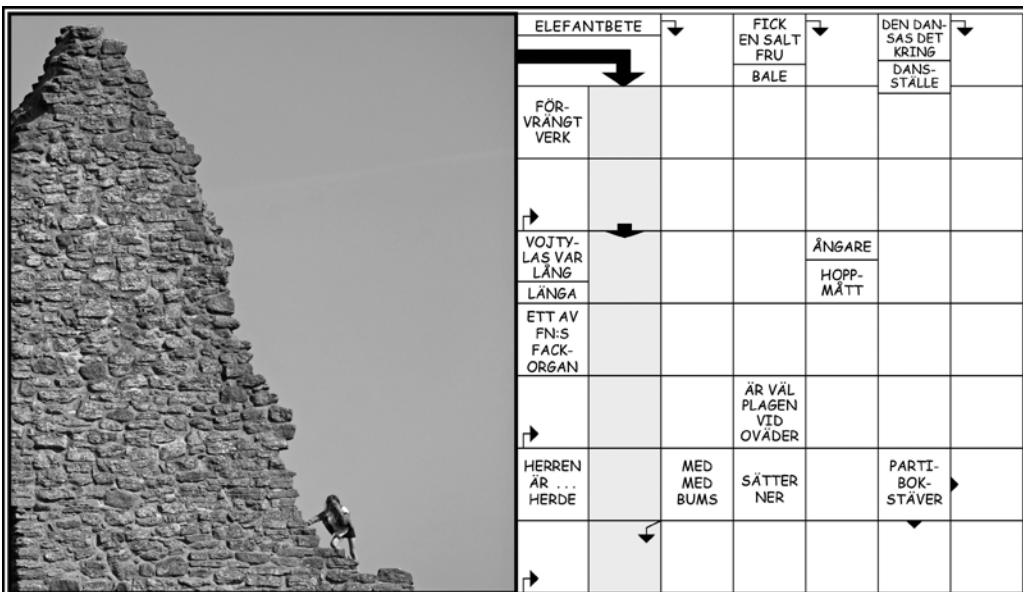 ELEFANTBETE
FICK
EN SALT
FRU
BALE
DEN DAN-
SAS DET
KRING
DANS-
STÄLLE
FÖR-
VRÄNGT
VERK
VOJTY-
LAS VAR
LÅNG
LÄNGA
ÅNGARE
HOPP-
MÅTT
ETT AV
FN:S
FACK-
ORGAN
ÄR VÄL
PLAGEN
VID
OVÄDER
HERREN
ÄR ...
HERDE
MED
MED
BUMS
SÄTTER
NER
PARTI-
BOK-
STÄVER